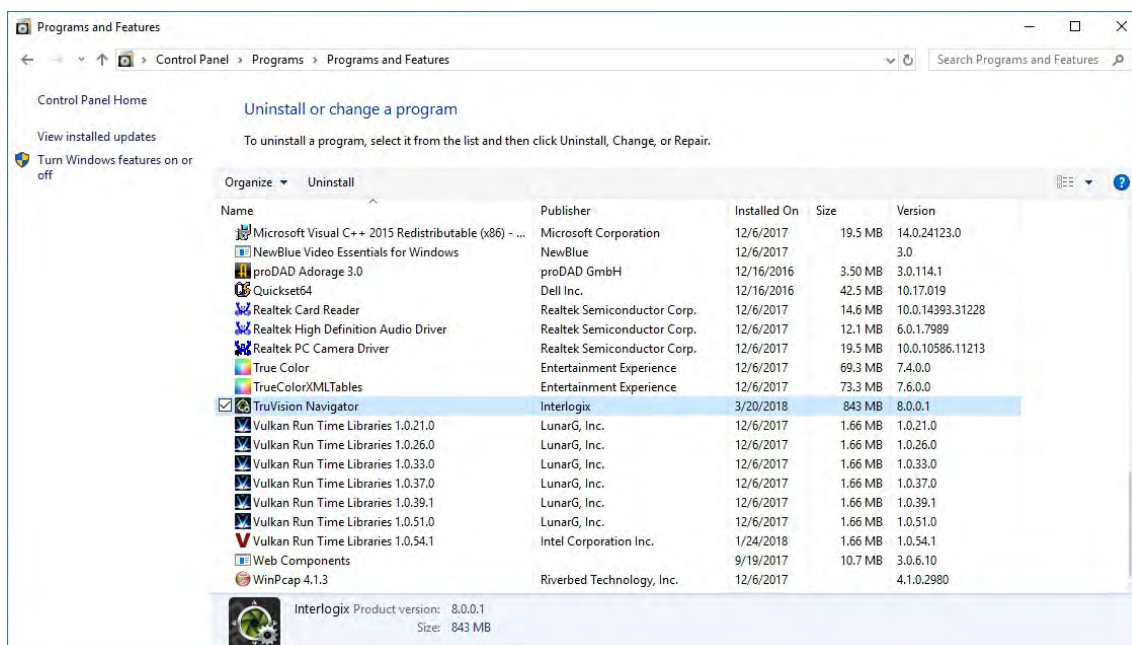 Programs and Features
Control Panel > Programs > Programs and Features
Search Programs and Features
Control Panel Home
View installed updates
Turn Windows features on or
off
Uninstall or change a program
To uninstall a program, select it from the list and then click Uninstall, Change, or Repair.
Organize Uninstall
Name Publisher Installed On Size Version
Microsoft Visual C++ 2015 Redistributable (x86) - ... Microsoft Corporation 12/6/2017 19.5 MB 14.0.24123.0
NewBlue Video Essentials for Windows NewBlue 12/6/2017 3.0
proDAD Adorage 3.0 proDAD GmbH 12/16/2016 3.50 MB 3.0.114.1
Quickset64 Dell Inc. 12/16/2016 42.5 MB 10.17.019
Realtek Card Reader Realtek Semiconductor Corp. 12/6/2017 14.6 MB 10.0.14393.31228
Realtek High Definition Audio Driver Realtek Semiconductor Corp. 12/6/2017 12.1 MB 6.0.1.7989
Realtek PC Camera Driver Realtek Semiconductor Corp. 12/6/2017 19.5 MB 10.0.10586.11213
True Color Entertainment Experience 12/6/2017 69.3 MB 7.4.0.0
TrueColorXMLTables Entertainment Experience 12/6/2017 73.3 MB 7.6.0.0
TruVision Navigator Interlogix 3/20/2018 843 MB 8.0.0.1
Vulkan Run Time Libraries 1.0.21.0 LunarG, Inc. 12/6/2017 1.66 MB 1.0.21.0
Vulkan Run Time Libraries 1.0.26.0 LunarG, Inc. 12/6/2017 1.66 MB 1.0.26.0
Vulkan Run Time Libraries 1.0.33.0 LunarG, Inc. 12/6/2017 1.66 MB 1.0.33.0
Vulkan Run Time Libraries 1.0.37.0 LunarG, Inc. 12/6/2017 1.66 MB 1.0.37.0
Vulkan Run Time Libraries 1.0.39.1 LunarG, Inc. 12/6/2017 1.66 MB 1.0.39.1
Vulkan Run Time Libraries 1.0.51.0 LunarG, Inc. 12/6/2017 1.66 MB 1.0.51.0
Vulkan Run Time Libraries 1.0.54.1 Intel Corporation Inc. 1/24/2018 1.66 MB 1.0.54.1
Web Components 9/19/2017 10.7 MB 3.0.6.10
WinPcap 4.1.3 Riverbed Technology, Inc. 12/6/2017 4.1.0.2980
Interlogix Product version: 8.0.0.1
Size: 843 MB